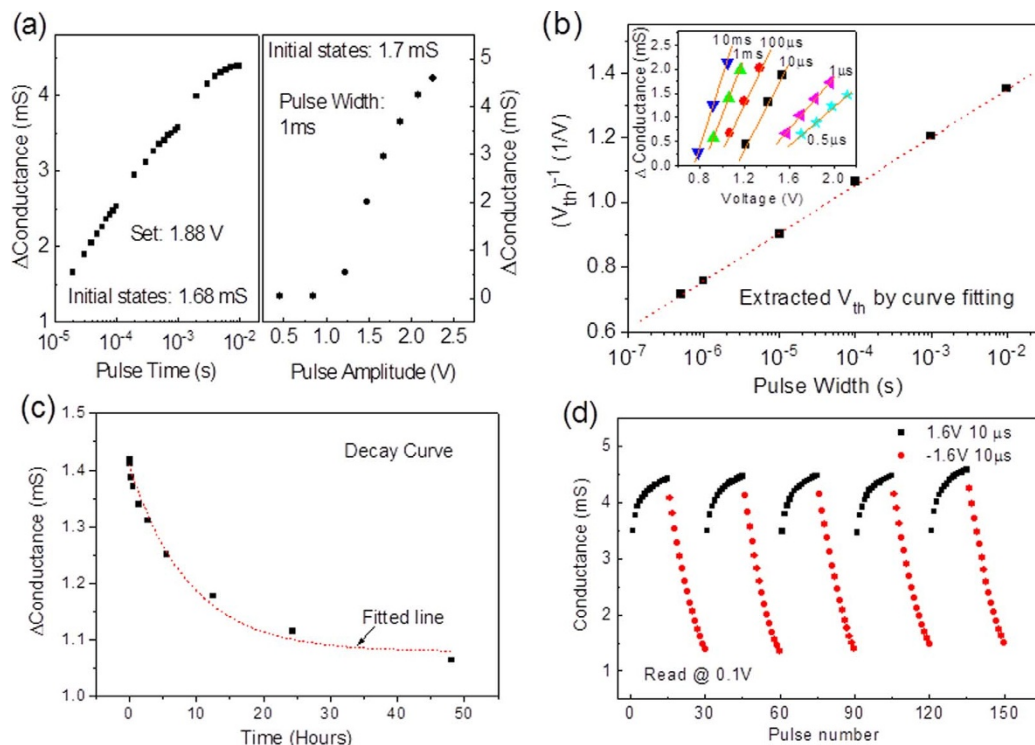 (a)
ΔConductance (mS)
4
3
2
1
Set: 1.88 V
Initial states: 1.68 mS
10-5
10-4
10-3
10-2
Pulse Time (s)
Initial states: 1.7 mS
Pulse Width:
1ms
5
4
3
2
1
0
ΔConductance (mS)
0.5 1.0 1.5 2.0 2.5
Pulse Amplitude (V)
(b)
(Vth)-1 (1/V)
1.4
1.2
1.0
0.8
0.6
Δ Conductance (mS)
2.5
2.0
1.5
1.0
0.5
0.0
10ms
1ms
100μs
10μs
1μs
0.5μs
0.8 1.2 1.6 2.0
Voltage (V)
Extracted Vth by curve fitting
10-7 10-6 10-5 10-4 10-3 10-2
Pulse Width (s)
(c)
ΔConductance (mS)
1.5
1.4
1.3
1.2
1.1
1.0
Decay Curve
Fitted line
0 10 20 30 40 50
Time (Hours)
(d)
Conductance (mS)
5
4
3
2
1
1.6V 10 μs
-1.6V 10μs
Read @ 0.1V
0 30 60 90 120 150
Pulse number